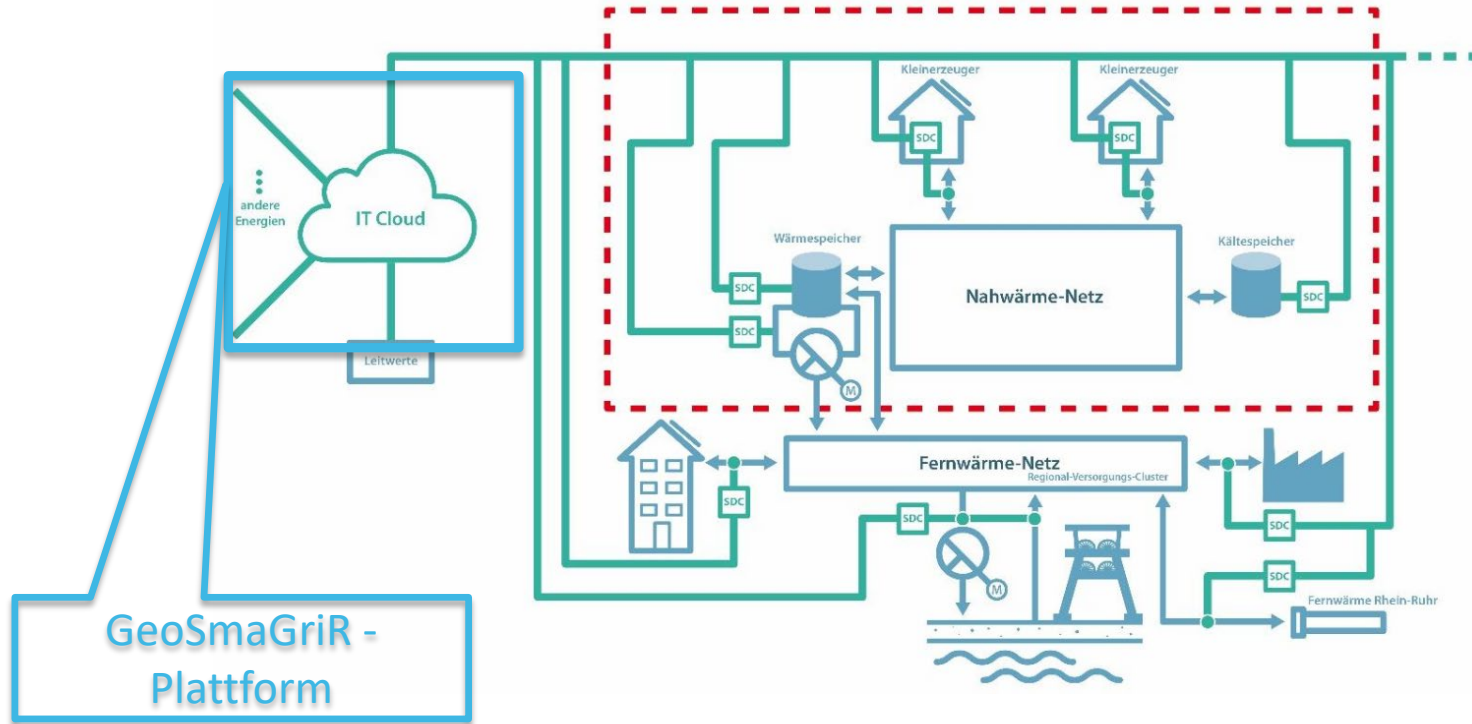 Kleinerzeuger
Kleinerzeuger
SDC
SDC
andere
Energien
IT Cloud
Wärmespeicher
Kältespeicher
SDC
Nahwärme-Netz
SDC
SDC
Leitwerte
M
Fernwärme-Netz
Regional-Versorgungs-Cluster
SDC
SDC
SDC
SDC
M
Fernwärme Rhein-Ruhr
GeoSmaGriR -
Plattform